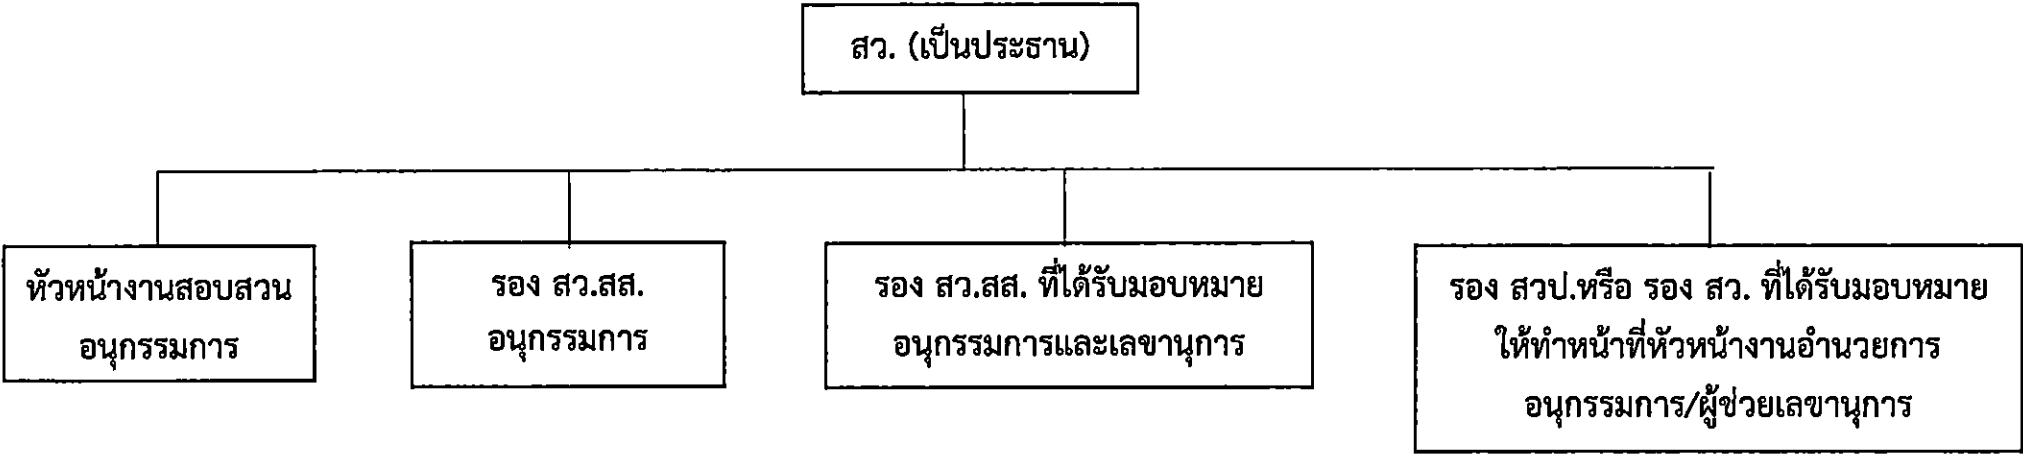 สว. (เป็นประธาน)
หัวหน้างานสอบสวน
อนุกรรมการ
รอง สว.สส.
อนุกรรมการ
รอง สว.สส. ที่ได้รับมอบหมาย
อนุกรรมการและเลขานุการ
รอง สวป.หรือ รอง สว. ที่ได้รับมอบหมาย
ให้ทำหน้าที่หัวหน้างานอำนวยการ
อนุกรรมการ/ผู้ช่วยเลขานุการ